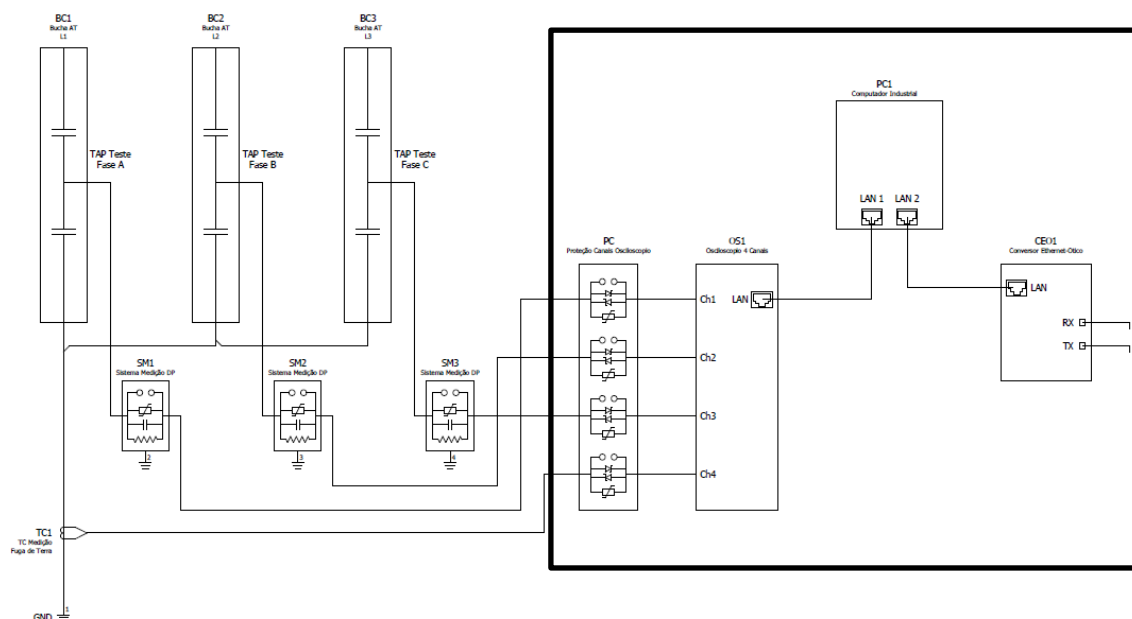 BC1
Bucha AT
L1
BC2
Bucha AT
L2
BC3
Bucha AT
L3
TAP Teste
Fase A
TAP Teste
Fase B
TAP Teste
Fase C
PC1
Computador Industrial
LAN 1
LAN 2
PC
Proteção Canais Osciloscopio
OS1
Osciloscopio 4 Canais
CEO1
Conversor Ethernet-Ótico
LAN
LAN
Ch1
RX
TX
Ch2
Ch3
Ch4
SM1
Sistema Medição DP
SM2
Sistema Medição DP
SM3
Sistema Medição DP
2
3
4
TC1
TC Medição
Fuga de Terra
1
GND